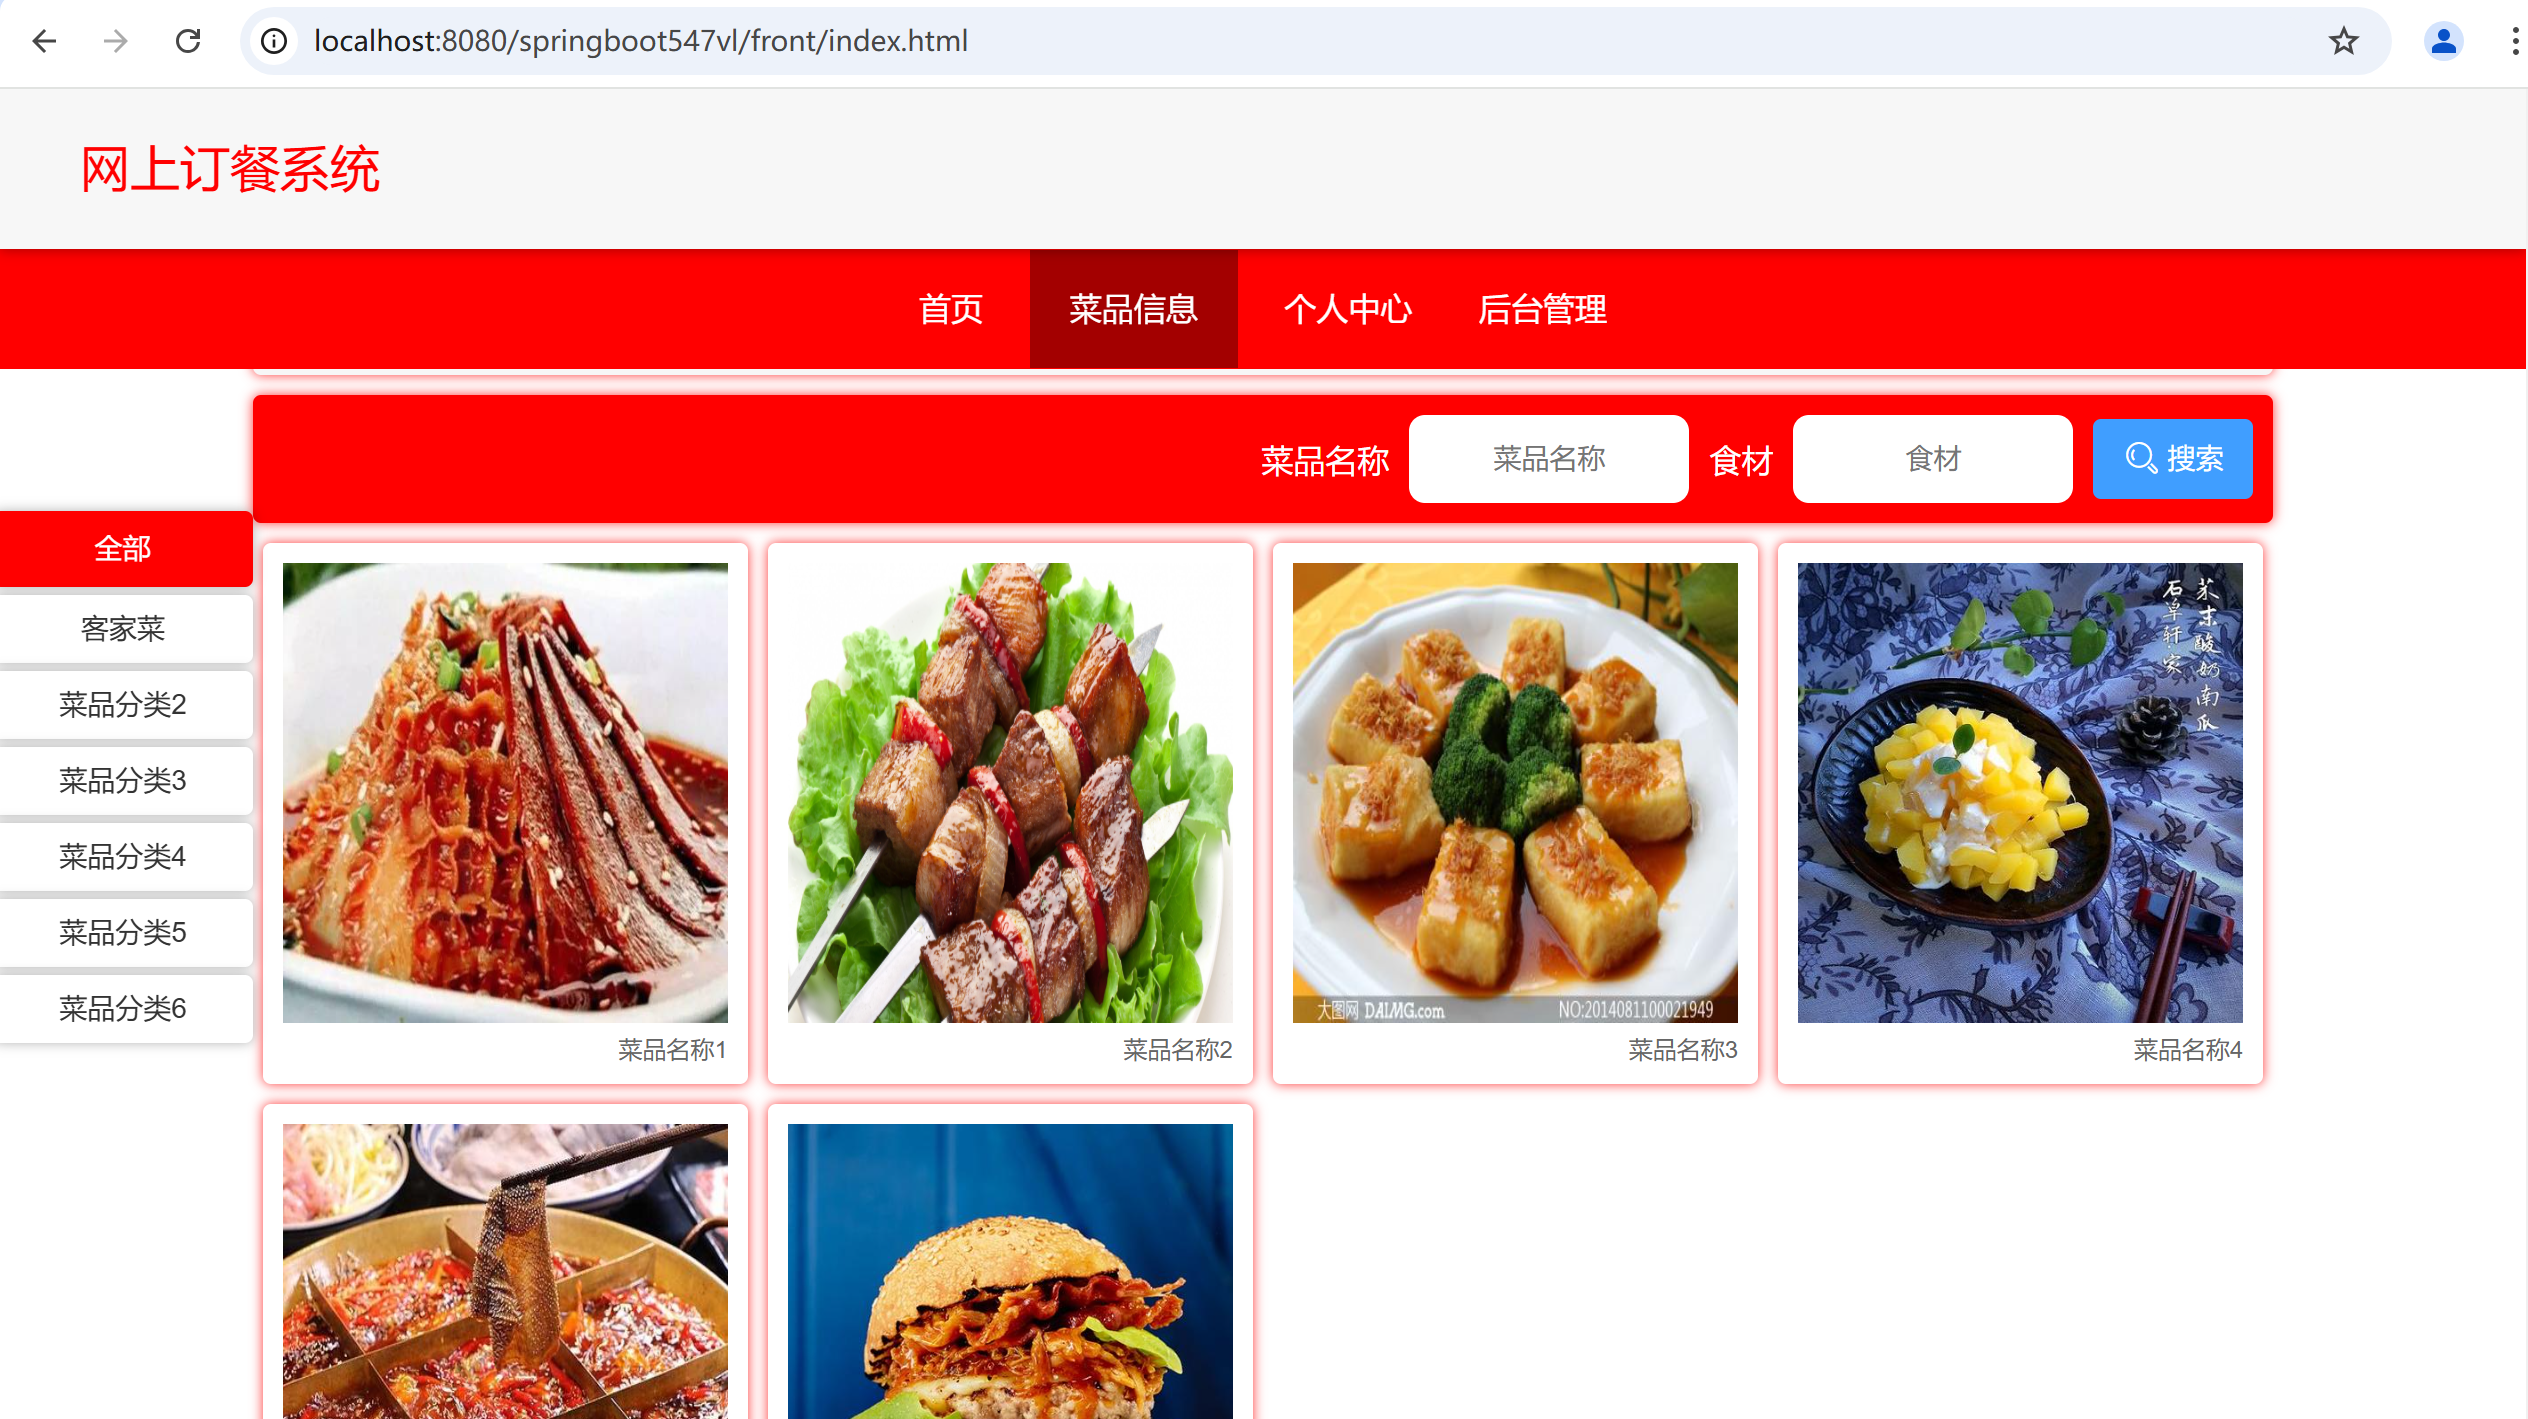 localhost:8080/springboot547vl/front/index.html
网上订餐系统
首页 菜品信息 个人中心 后台管理
菜品名称 菜品名称 食材 食材 搜索
全部
客家菜
菜品分类2
菜品分类3
菜品分类4
菜品分类5
菜品分类6
大图网 DAIMG.com NO:2014081100021949
石草轩·家
酸奶南瓜
菜品名称1
菜品名称2
菜品名称3
菜品名称4